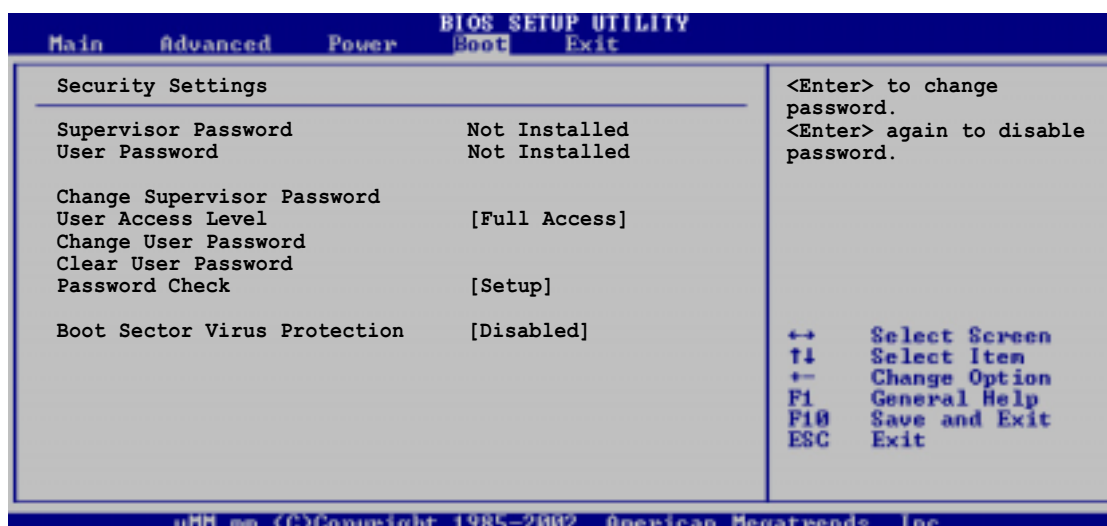 BIOS SETUP UTILITY
Main Advanced Power Boot Exit
Security Settings
Supervisor Password Not Installed
User Password Not Installed
Change Supervisor Password
User Access Level [Full Access]
Change User Password
Clear User Password
Password Check [Setup]
Boot Sector Virus Protection [Disabled]
<Enter> to change
password.
<Enter> again to disable
password.
←→ Select Screen
↑↓ Select Item
+- Change Option
F1 General Help
F10 Save and Exit
ESC Exit
(C)Copyright 1985-2002, American Megatrends, Inc